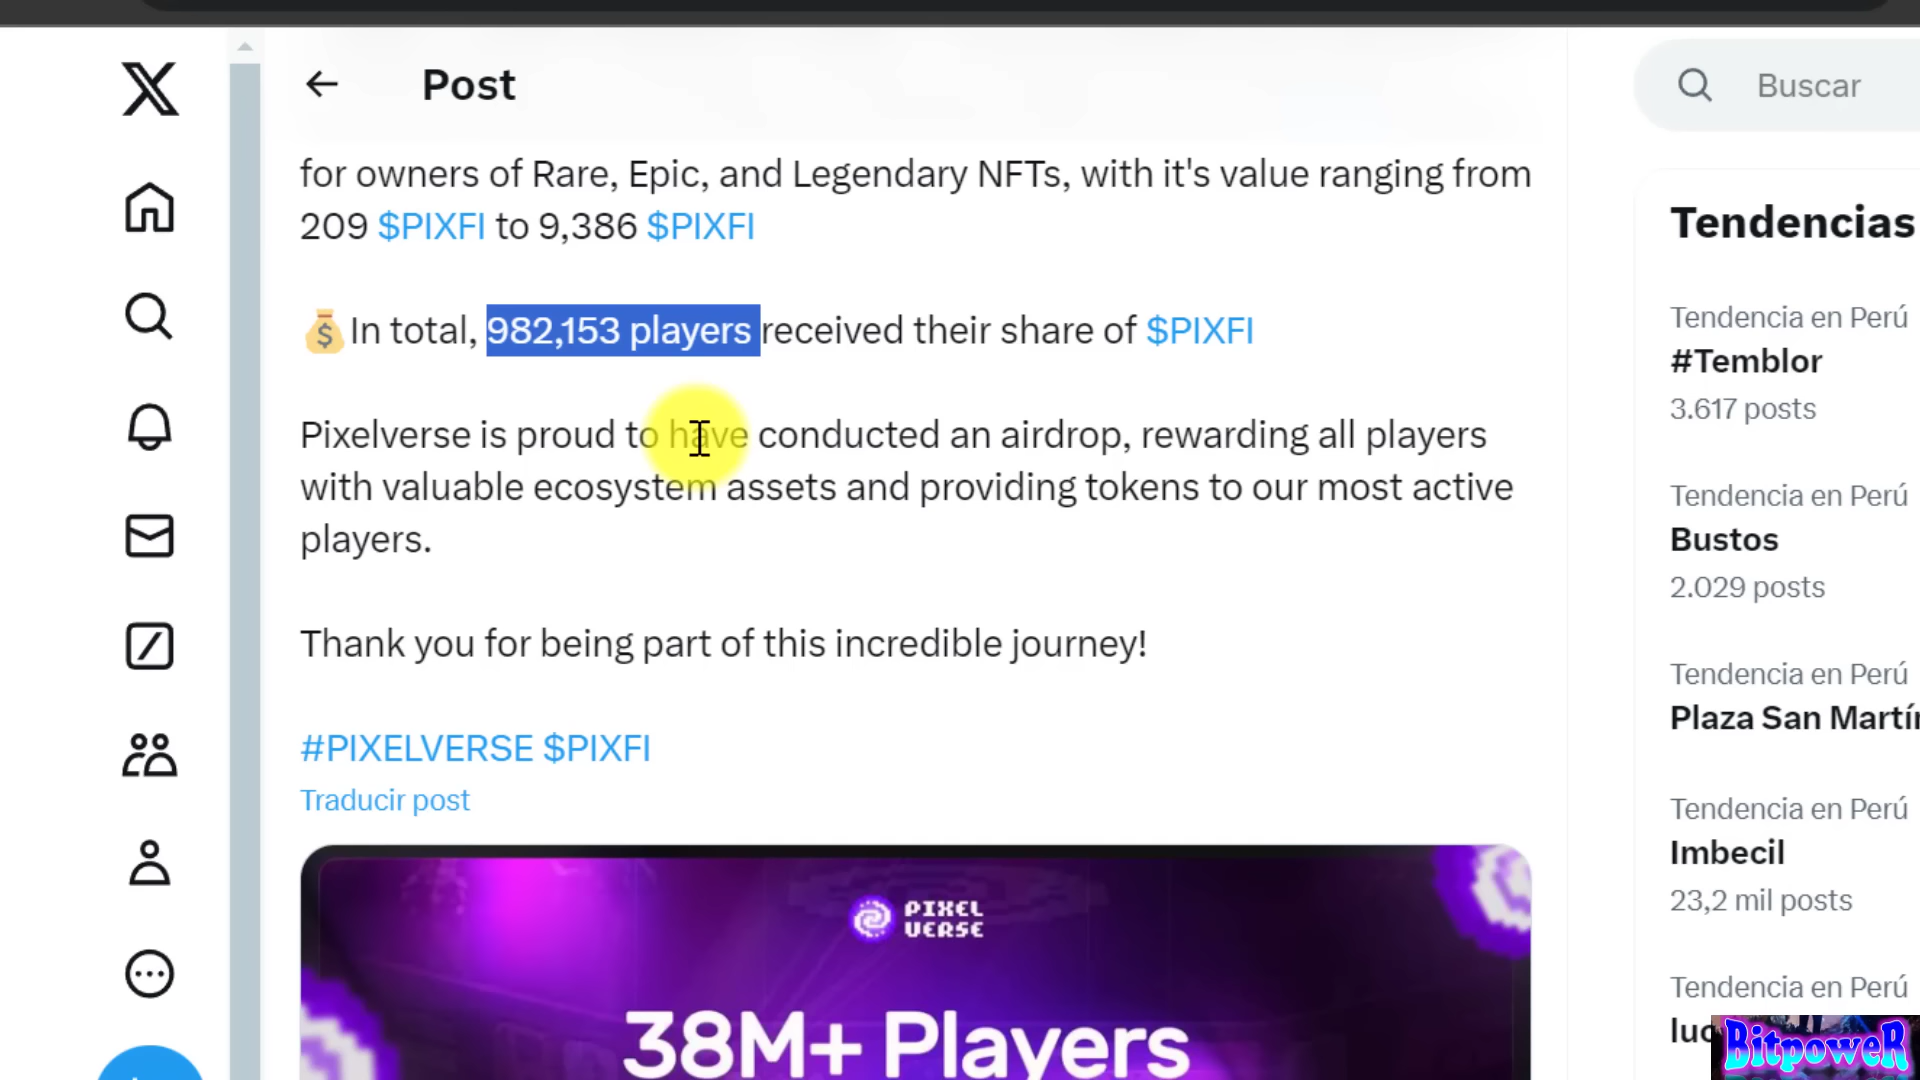 Post
Buscar
for owners of Rare, Epic, and Legendary NFTs, with it's value ranging from
209 $PIXFI to 9,386 $PIXFI
In total, 982,153 players received their share of $PIXFI
Pixelverse is proud to have conducted an airdrop, rewarding all players
with valuable ecosystem assets and providing tokens to our most active
players.
Thank you for being part of this incredible journey!
#PIXELVERSE $PIXFI
Traducir post
PIXEL
VERSE
38M+ Players
Tendencias
Tendencia en Perú
#Temblor
3.617 posts
Tendencia en Perú
Bustos
2.029 posts
Tendencia en Perú
Plaza San Martín
Tendencia en Perú
Imbecil
23,2 mil posts
Tendencia en Perú
BitpoweR